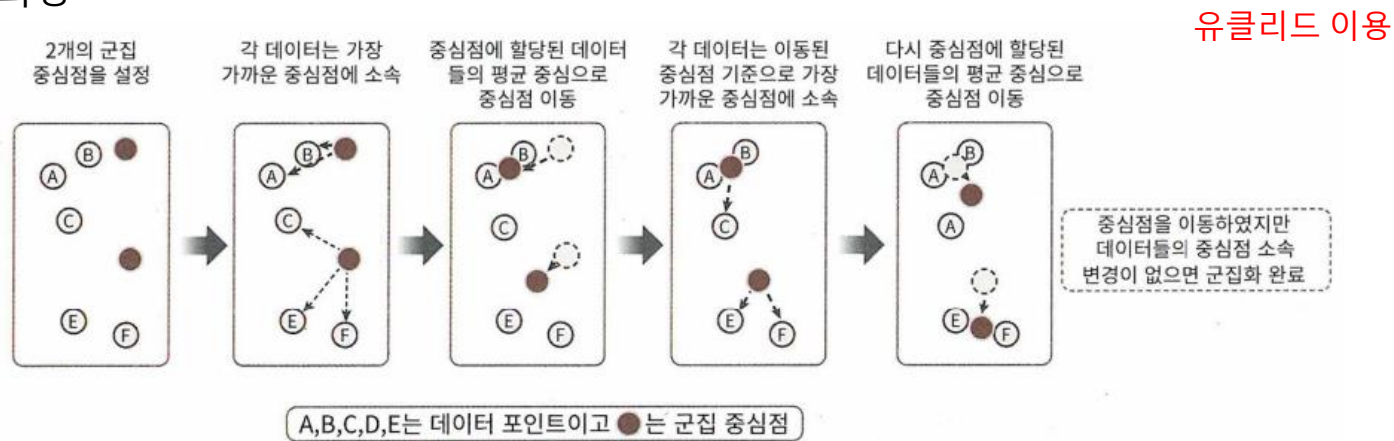 유클리드 이용
2개의 군집
중심점을 설정
각 데이터는 가장
가까운 중심점에 소속
중심점에 할당된 데이터
들의 평균 중심으로
중심점 이동
각 데이터는 이동된
중심점 기준으로 가장
가까운 중심점에 소속
다시 중심점에 할당된
데이터들의 평균 중심으로
중심점 이동
B
A
C
E
F
B
A
C
E
F
B
A
C
E
F
B
A
C
E
F
B
A
A
E
F
중심점을 이동하였지만
데이터들의 중심점 소속
변경이 없으면 군집화 완료
A,B,C,D,E는 데이터 포인트이고 는 군집 중심점